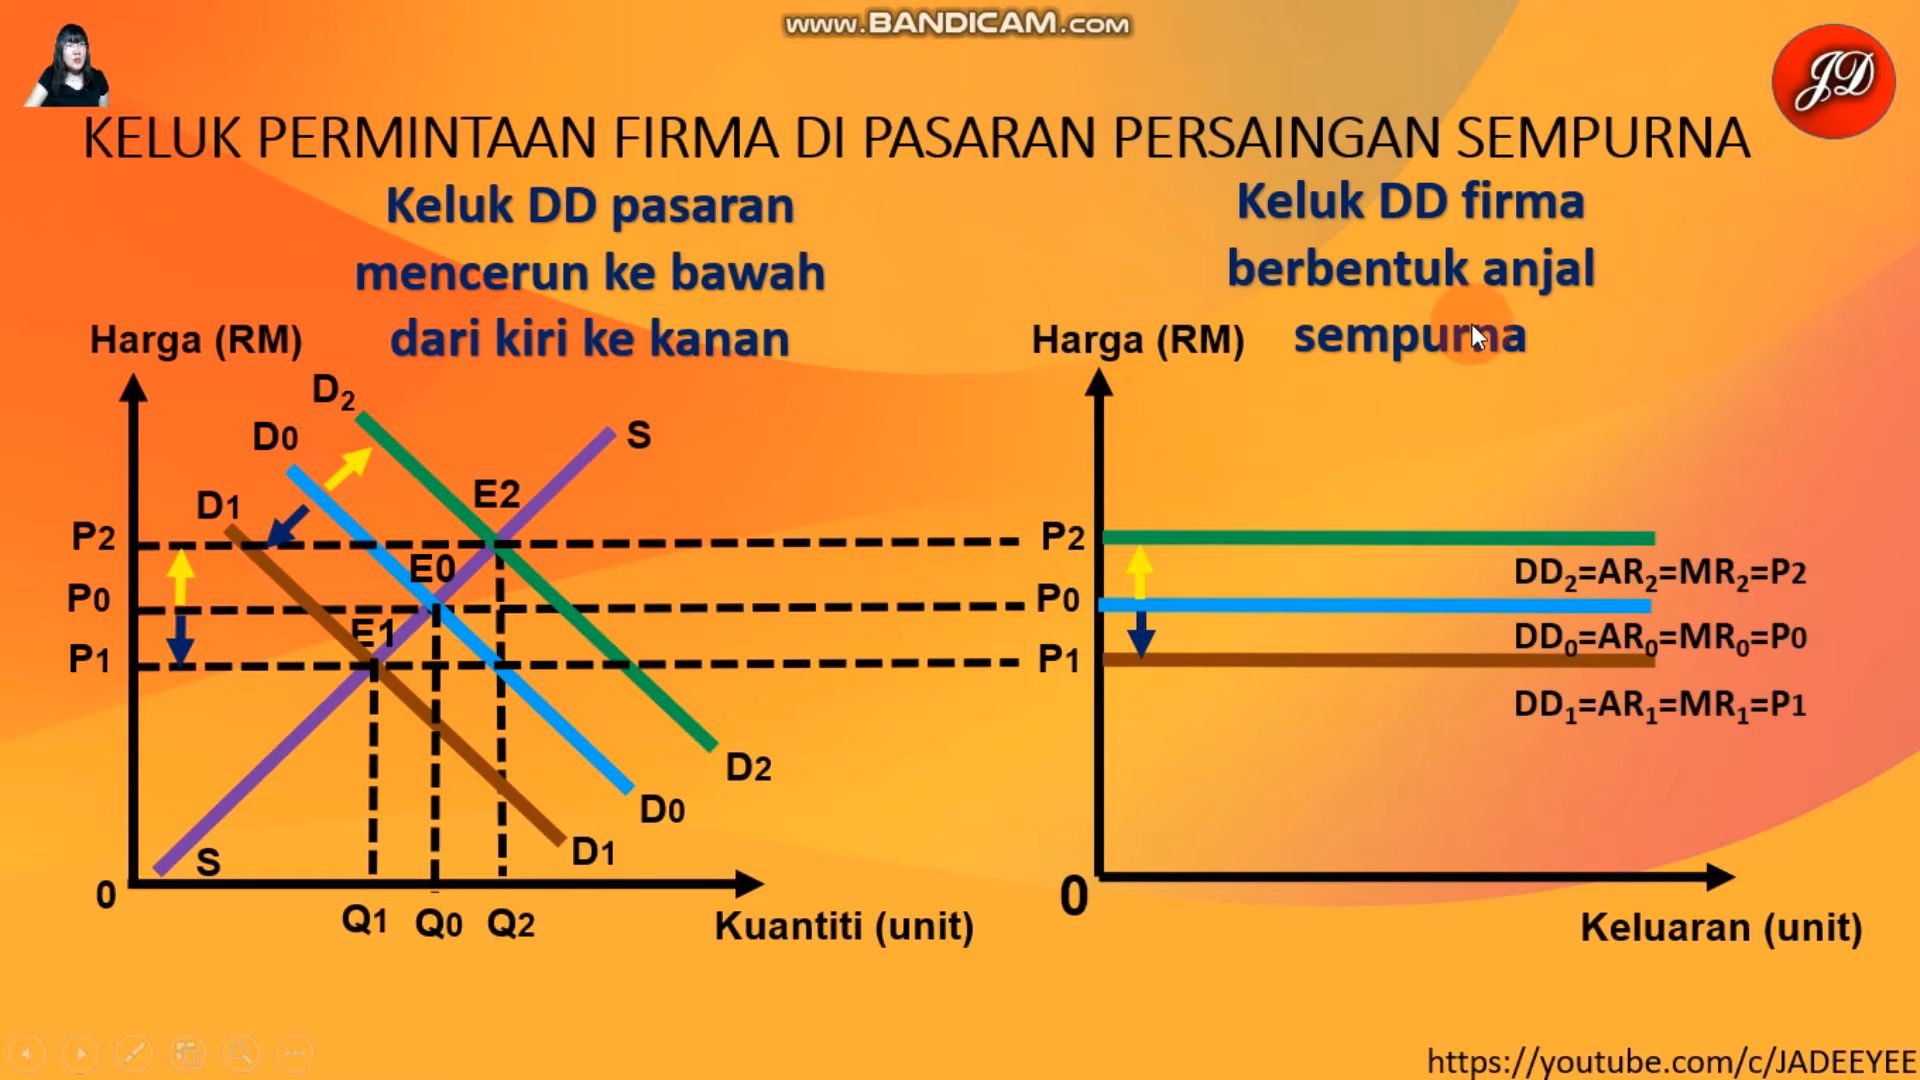 www.BANDICAM.com
JD
KELUK PERMINTAAN FIRMA DI PASARAN PERSAINGAN SEMPURNA
Keluk DD pasaran
mencerun ke bawah
dari kiri ke kanan
Keluk DD firma
berbentuk anjal
sempurna
Harga (RM)
D2
D0
D1
S
E2
E0
E1
P2
P0
P1
D2
D0
D1
S
0
Q1 Q0 Q2
Kuantiti (unit)
Harga (RM)
P2
P0
P1
DD2=AR2=MR2=P2
DD0=AR0=MR0=P0
DD1=AR1=MR1=P1
0
Keluaran (unit)
https://youtube.com/c/JADEEYEE